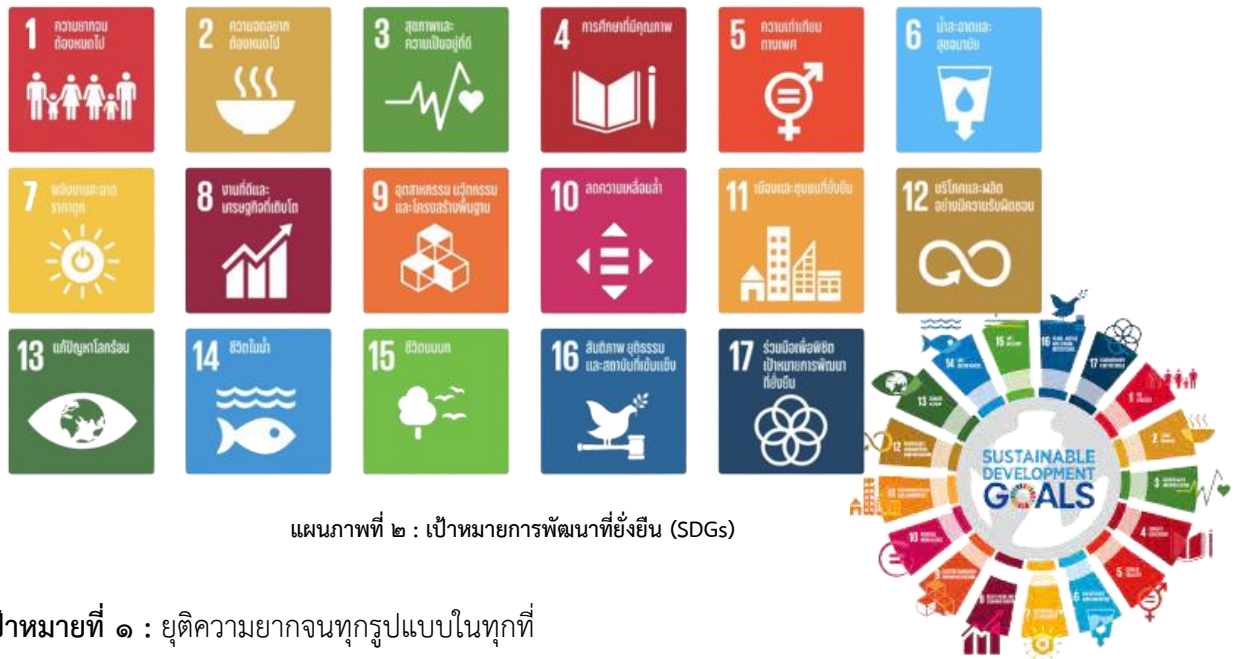 1 ความยากจน
ต้องหมดไป
2 ความอดอยาก
ต้องหมดไป
3 สุขภาพและ
ความเป็นอยู่ที่ดี
4 การศึกษาที่มีคุณภาพ
5 ความเท่าเทียม
ทางเพศ
6 น้ำสะอาดและ
สุขอนามัย
7 พลังงานสะอาด
ราคาถูก
8 งานที่ดีและ
เศรษฐกิจที่เติบโต
9 อุตสาหกรรม นวัตกรรม
และโครงสร้างพื้นฐาน
10 ลดความเหลื่อมล้ำ
11 เมืองและชุมชนที่ยั่งยืน
12 บริโภคและผลิต
อย่างมีความรับผิดชอบ
13 แก้ปัญหาโลกร้อน
14 ชีวิตในน้ำ
15 ชีวิตบนบก
16 สันติภาพ ยุติธรรม
และสถาบันที่เข้มแข็ง
17 ร่วมมือเพื่อพิชิต
เป้าหมายการพัฒนา
ที่ยั่งยืน
SUSTAINABLE
DEVELOPMENT
GOALS
1
2
3
4
5
6
10
12
13
14
15
16
17
แผนภาพที่ ๒ : เป้าหมายการพัฒนาที่ยั่งยืน (SDGs)
ป้าหมายที่ ๑ : ยุติความยากจนทุกรูปแบบในทุกที่